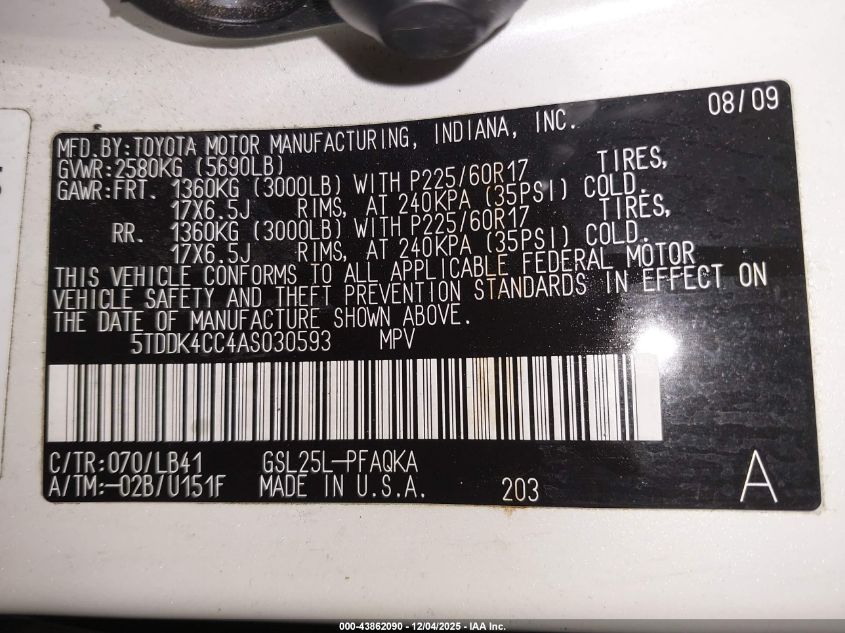 08/09
MFD.BY:TOYOTA MOTOR MANUFACTURING, INDIANA, INC.
GVWR:2580KG (5690LB)
GAWR:FRT. 1360KG (3000LB) WITH P225/60R17 TIRES,
17X6.5J RIMS, AT 240KPA (35PSI) COLD.
RR. 1360KG (3000LB) WITH P225/60R17 TIRES,
17X6.5J RIMS, AT 240KPA (35PSI) COLD.
THIS VEHICLE CONFORMS TO ALL APPLICABLE FEDERAL MOTOR
VEHICLE SAFETY AND THEFT PREVENTION STANDARDS IN EFFECT ON
THE DATE OF MANUFACTURE SHOWN ABOVE.
5TDDK4CC4AS030593 MPV
C/TR:070/LB41 GSL25L-PFAQKA
A/TM:-02B/U151F MADE IN U.S.A. 203 A
000-43862090 - 12/04/2025 - IAA Inc.